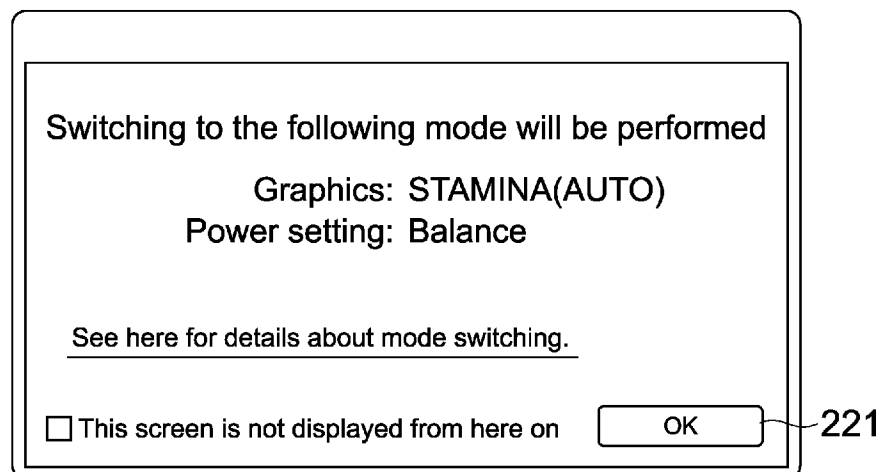 Switching to the following mode will be performed
Graphics: STAMINA(AUTO)
Power setting: Balance
See here for details about mode switching.
This screen is not displayed from here on
OK
221